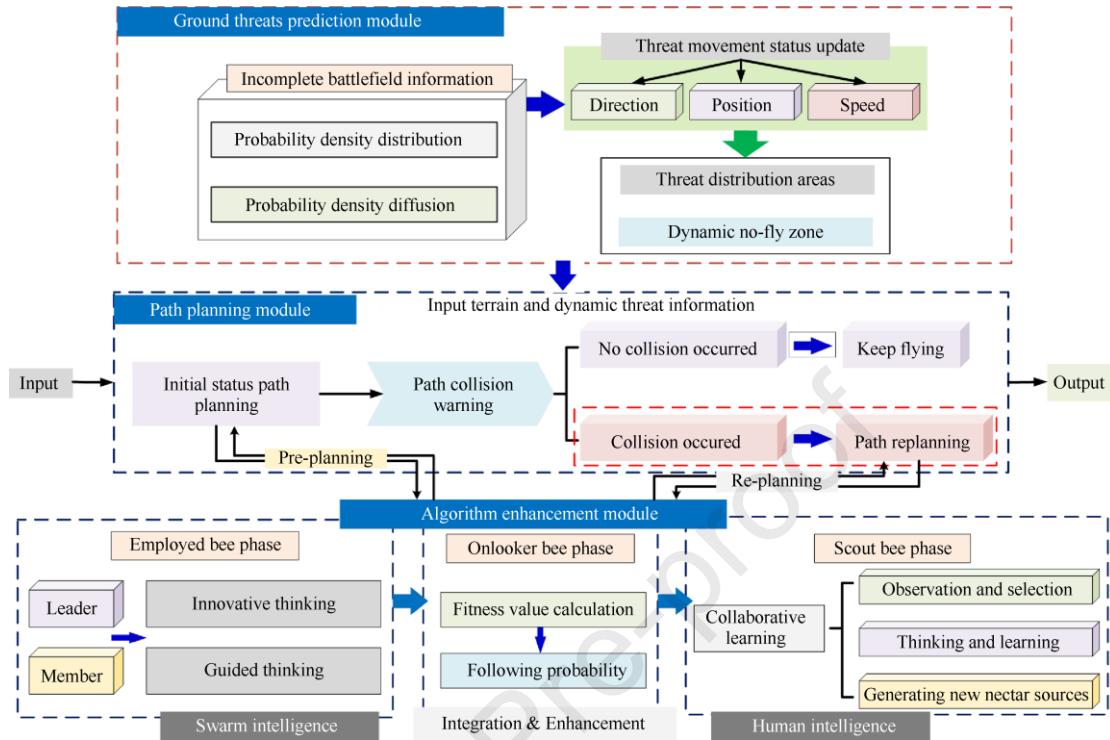 Ground threats prediction module
Incomplete battlefield information
Probability density distribution
Probability density diffusion
Threat movement status update
Direction
Position
Speed
Threat distribution areas
Dynamic no-fly zone
Path planning module
Input terrain and dynamic threat information
Input
Initial status path
planning
Path collision
warning
No collision occurred
Keep flying
Collision occured
Path replanning
Output
Pre-planning
Re-planning
Algorithm enhancement module
Employed bee phase
Leader
Member
Innovative thinking
Guided thinking
Swarm intelligence
Onlooker bee phase
Fitness value calculation
Following probability
Integration & Enhancement
Scout bee phase
Collaborative
learning
Observation and selection
Thinking and learning
Generating new nectar sources
Human intelligence
Pre-proof